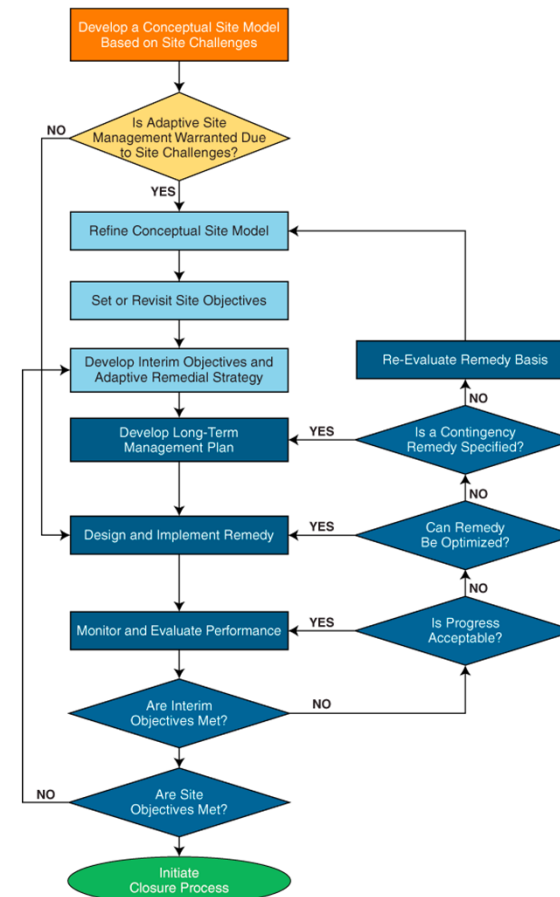 Develop a Conceptual Site Model
Based on Site Challenges
Is Adaptive Site
Management Warranted Due
to Site Challenges?
NO
YES
Refine Conceptual Site Model
Set or Revisit Site Objectives
Develop Interim Objectives and
Adaptive Remedial Strategy
Re-Evaluate Remedy Basis
NO
Develop Long-Term
Management Plan
YES
Is a Contingency
Remedy Specified?
NO
Design and Implement Remedy
YES
Can Remedy
Be Optimized?
NO
Monitor and Evaluate Performance
YES
Is Progress
Acceptable?
Are Interim
Objectives Met?
NO
Are Site
Objectives Met?
NO
Initiate
Closure Process